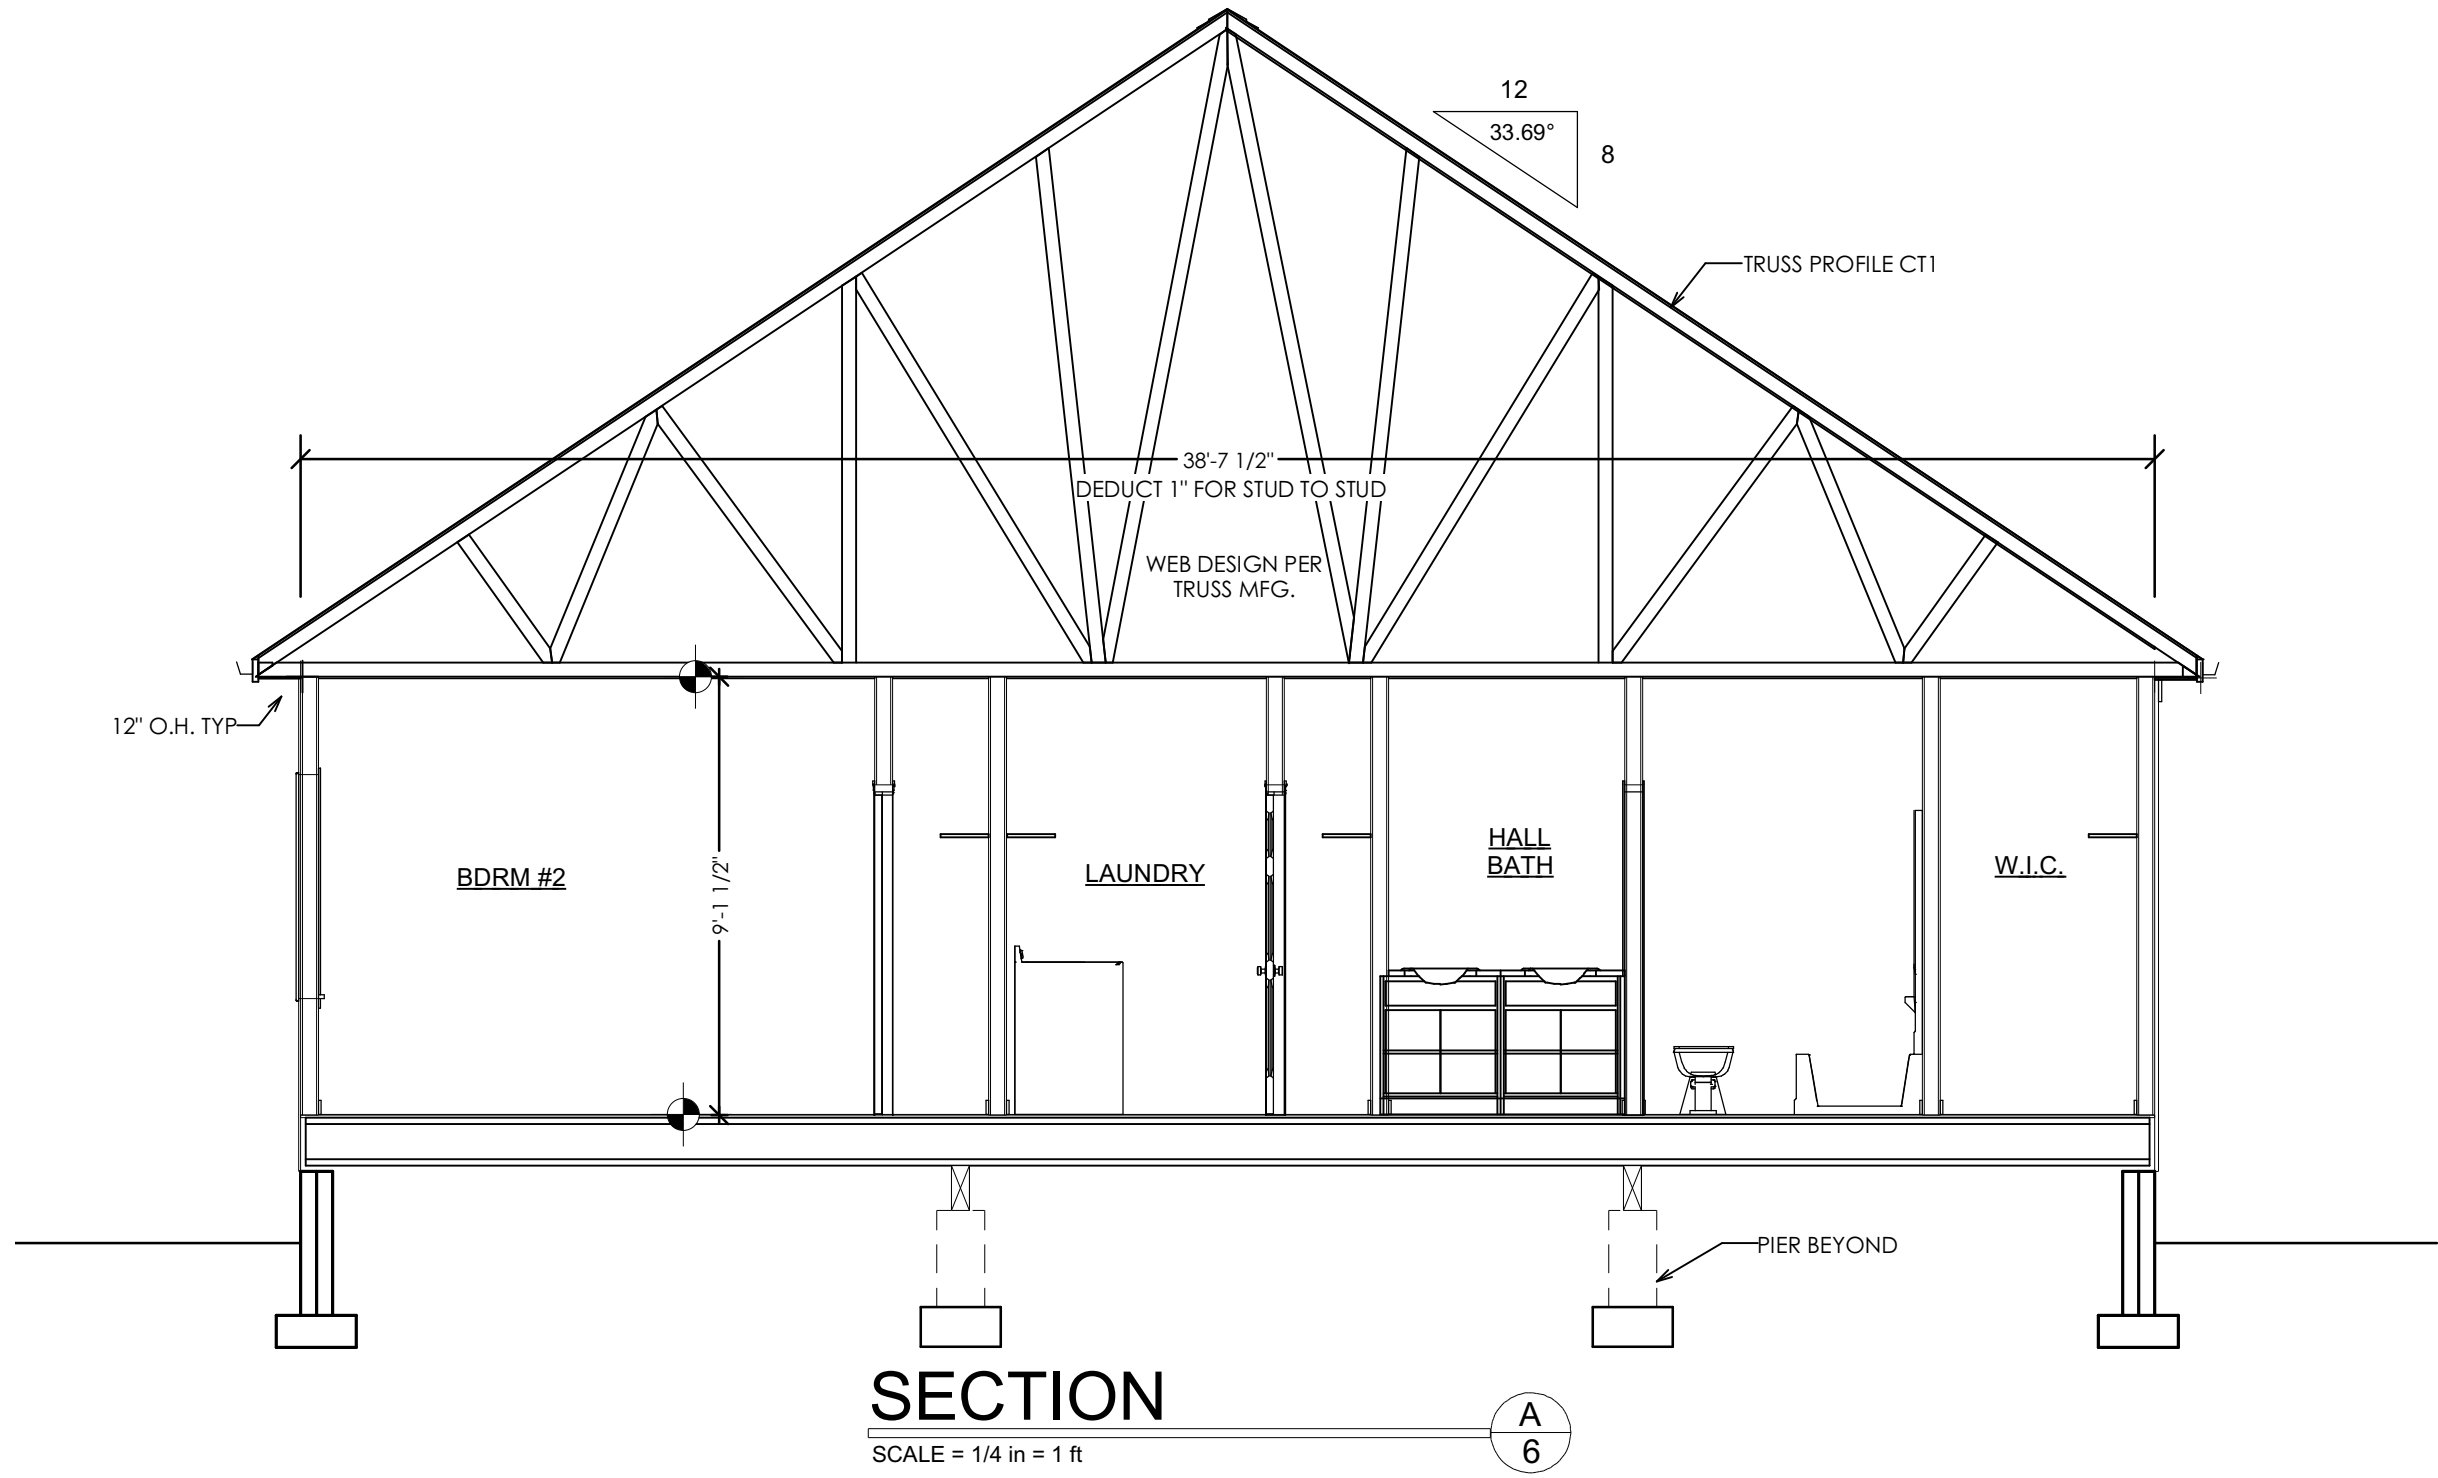 12
33.69°
8
TRUSS PROFILE CT1
38'-7 1/2"
DEDUCT 1" FOR STUD TO STUD
WEB DESIGN PER
TRUSS MFG.
12" O.H. TYP
9'-1 1/2"
BDRM #2
LAUNDRY
HALL
BATH
W.I.C.
PIER BEYOND
SECTION
SCALE = 1/4 in = 1 ft
A
6